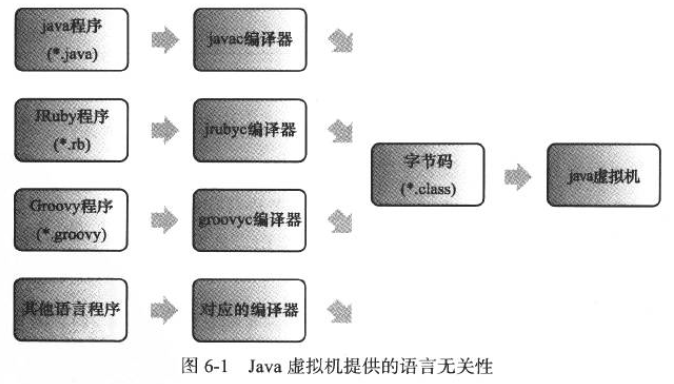 java程序
(*.java)
javac编译器
JRuby程序
(*.rb)
jrubyc编译器
Groovy程序
(*.groovy)
groovyc编译器
其他语言程序
对应的编译器
字节码
(*.class)
java虚拟机
图 6-1 Java 虚拟机提供的语言无关性